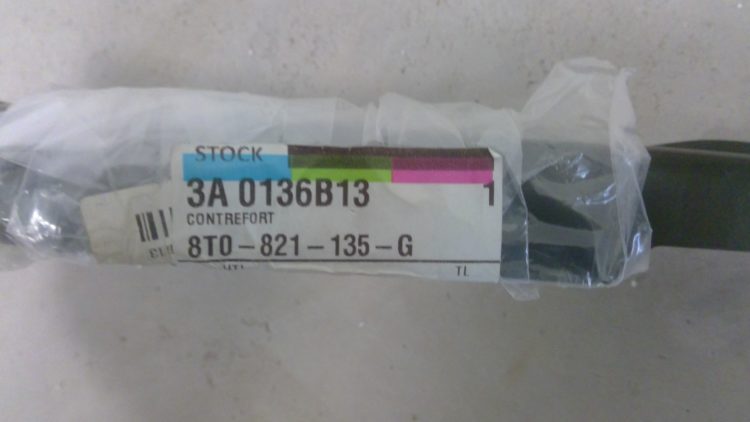 STOCK
3A 0136B13 1
CONTREFORT
8T0-821-135-G
TL